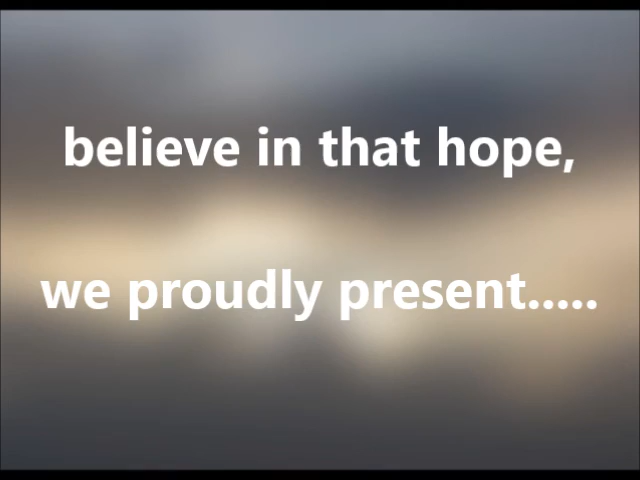 believe in that hope,
we proudly present.....